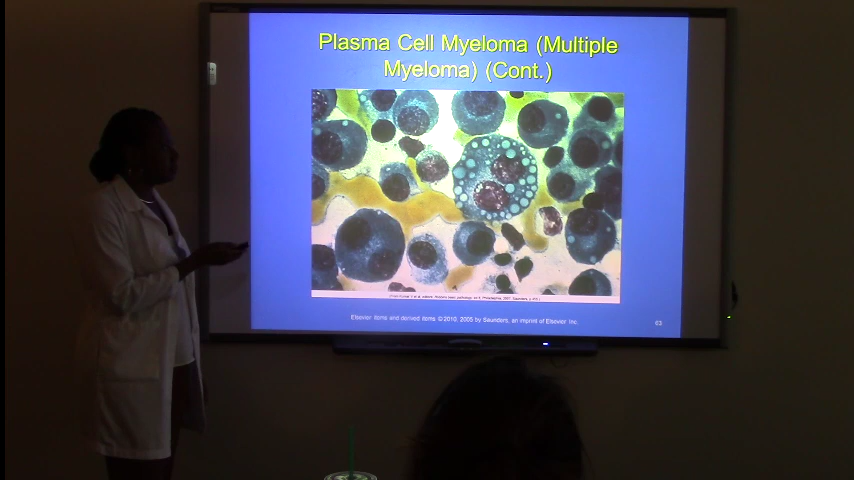 Plasma Cell Myeloma (Multiple
Myeloma) (Cont.)
Elsevier items and derived items © 2010, 2005 by Saunders, an imprint of Elsevier Inc.
63